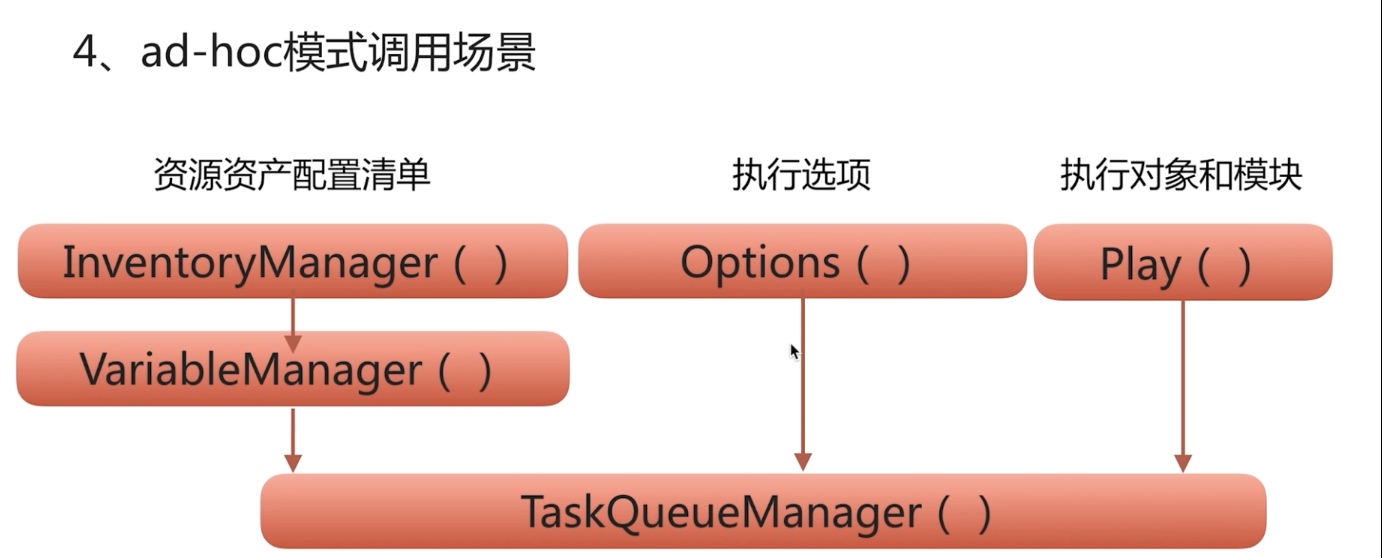 4、ad-hoc模式调用场景
资源资产配置清单
执行选项
执行对象和模块
InventoryManager（ ）
Options（ ）
Play（ ）
VariableManager（ ）
TaskQueueManager（ ）